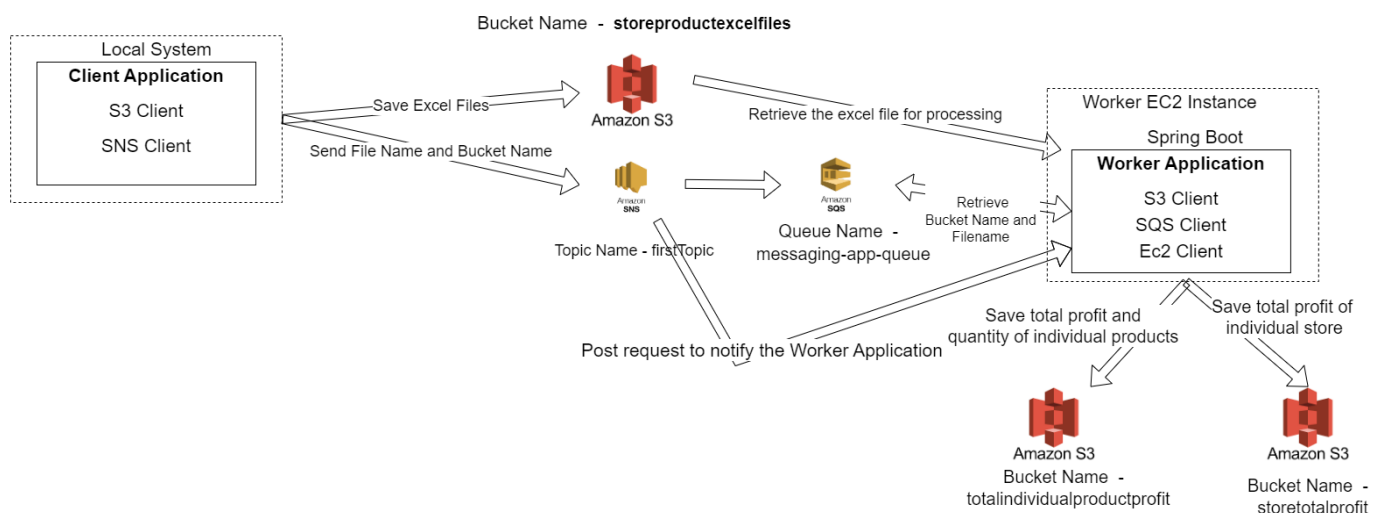 Bucket Name - storeproductexcelfiles
Local System
Client Application
S3 Client
SNS Client
Save Excel Files
Send File Name and Bucket Name
Amazon S3
Retrieve the excel file for processing
Amazon
SNS
Topic Name - firstTopic
Amazon
SQS
Queue Name -
messaging-app-queue
Retrieve
Bucket Name and
Filename
Worker EC2 Instance
Spring Boot
Worker Application
S3 Client
SQS Client
Ec2 Client
Post request to notify the Worker Application
Save total profit and
quantity of individual products
Save total profit of
individual store
Amazon S3
Bucket Name -
totalindividualproductprofit
Amazon S3
Bucket Name -
storetotalprofit